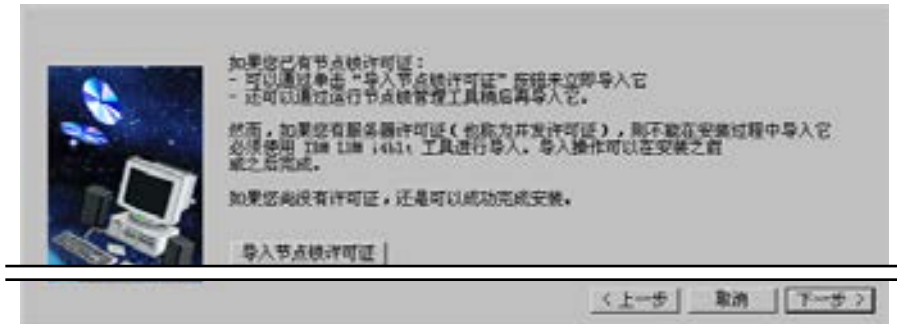 如果您已有节点锁许可证：
- 可以通过单击“导入节点锁许可证”按钮来立即导入它
- 还可以通过运行节点锁管理工具稍后再导入它。
然而，如果您有服务器许可证（也称为并发许可证），则不能在安装过程中导入它
必须使用 IBM LUM i4blt 工具进行导入。导入操作可以在安装之前
或之后完成。
如果您尚没有许可证，还是可以成功完成安装。
导入节点锁许可证
< 上一步 取消 下一步 >